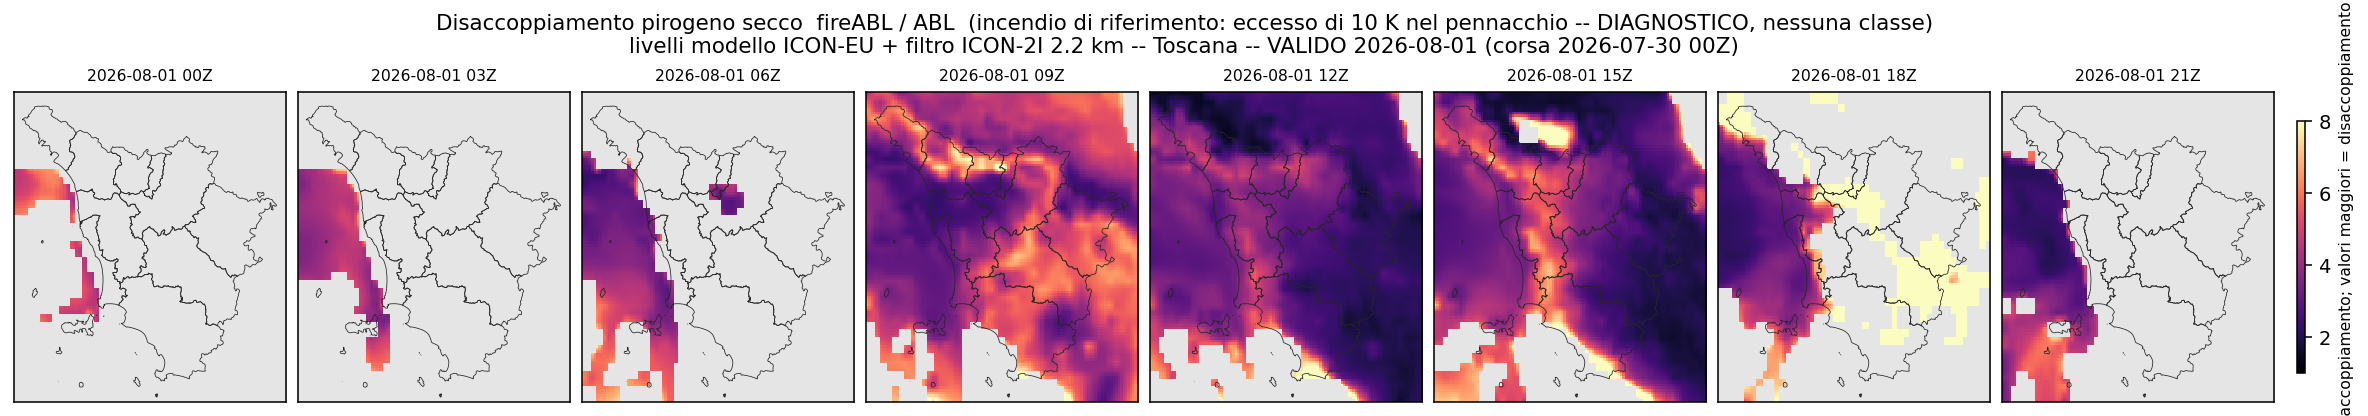 Disaccoppiamento pirogeno secco  fireABL / ABL  (incendio di riferimento: eccesso di 10 K nel pennacchio -- DIAGNOSTICO, nessuna classe)
livelli modello ICON-EU + filtro ICON-2I 2.2 km -- Toscana -- VALIDO 2026-08-01 (corsa 2026-07-30 00Z)
2026-08-01 00Z
2026-08-01 03Z
2026-08-01 06Z
2026-08-01 09Z
2026-08-01 12Z
2026-08-01 15Z
2026-08-01 18Z
2026-08-01 21Z
8
6
4
2
accoppiamento; valori maggiori = disaccoppiamento